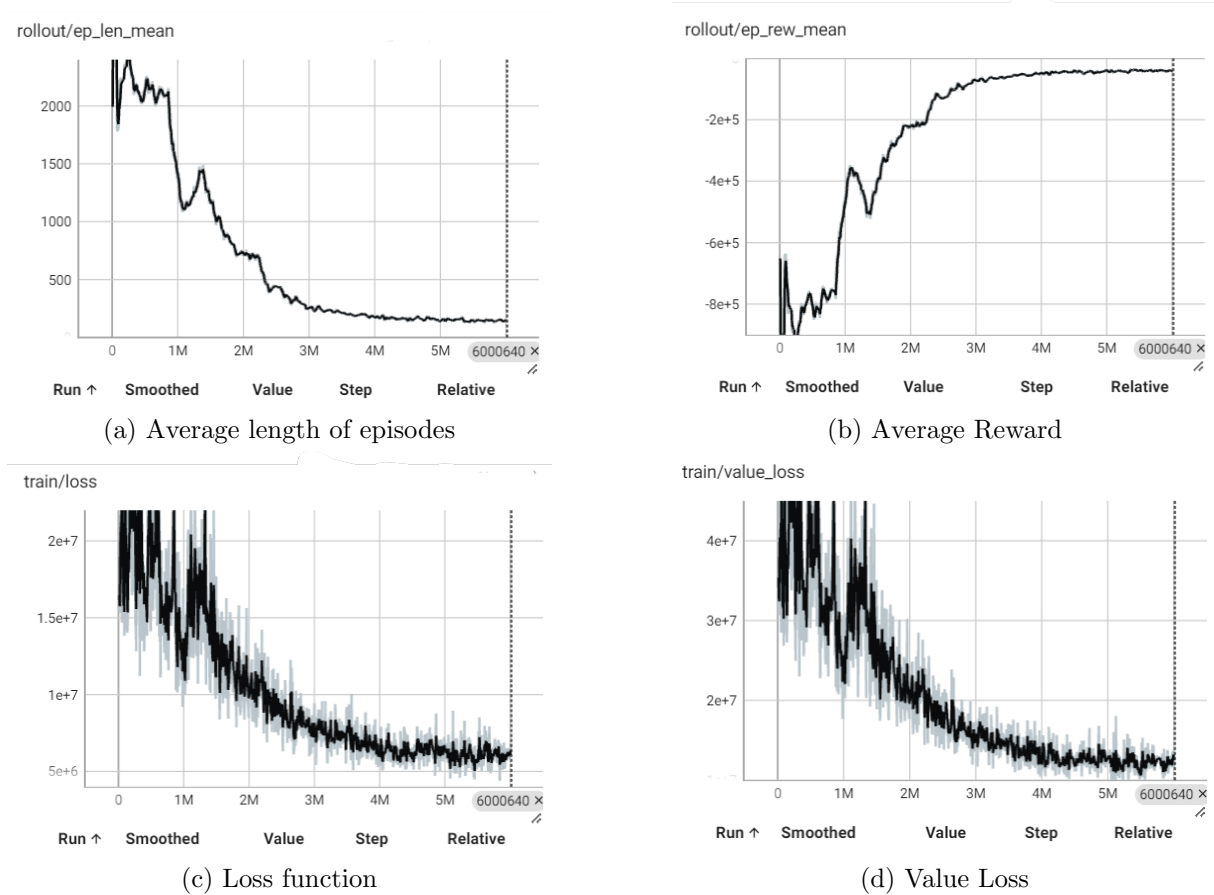 rollout/ep_len_mean
2000
1500
1000
500
0 1M 2M 3M 4M 5M 6000640 ×
Run ↑ Smoothed Value Step Relative
(a) Average length of episodes
rollout/ep_rew_mean
-2e+5
-4e+5
-6e+5
-8e+5
0 1M 2M 3M 4M 5M 6000640 ×
Run ↑ Smoothed Value Step Relative
(b) Average Reward
train/loss
2e+7
1.5e+7
1e+7
5e+6
0 1M 2M 3M 4M 5M 6000640 ×
Run ↑ Smoothed Value Step Relative
(c) Loss function
train/value_loss
4e+7
3e+7
2e+7
0 1M 2M 3M 4M 5M 6000640 ×
Run ↑ Smoothed Value Step Relative
(d) Value Loss